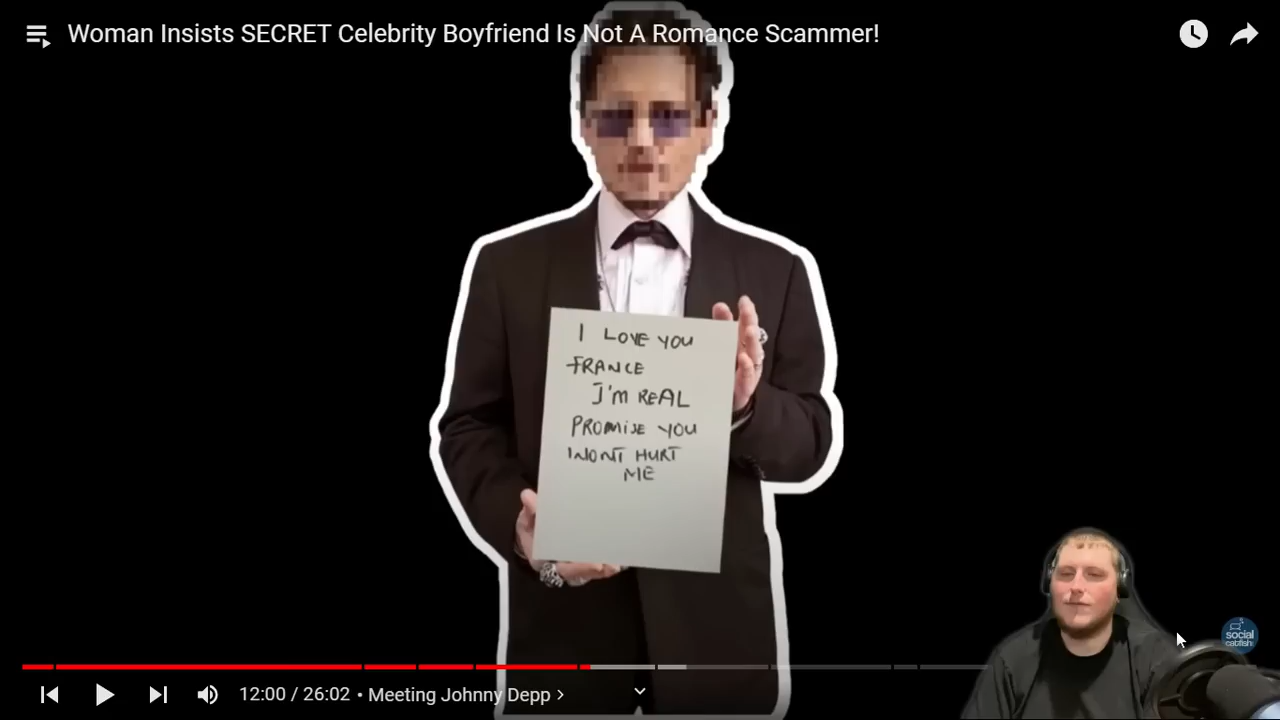 Woman Insists SECRET Celebrity Boyfriend Is Not A Romance Scammer!
I LOVE YOU
FRANCE
I'M REAL
PROMISE YOU
WONT HURT
ME
social
catfish
12:00 / 26:02 • Meeting Johnny Depp >